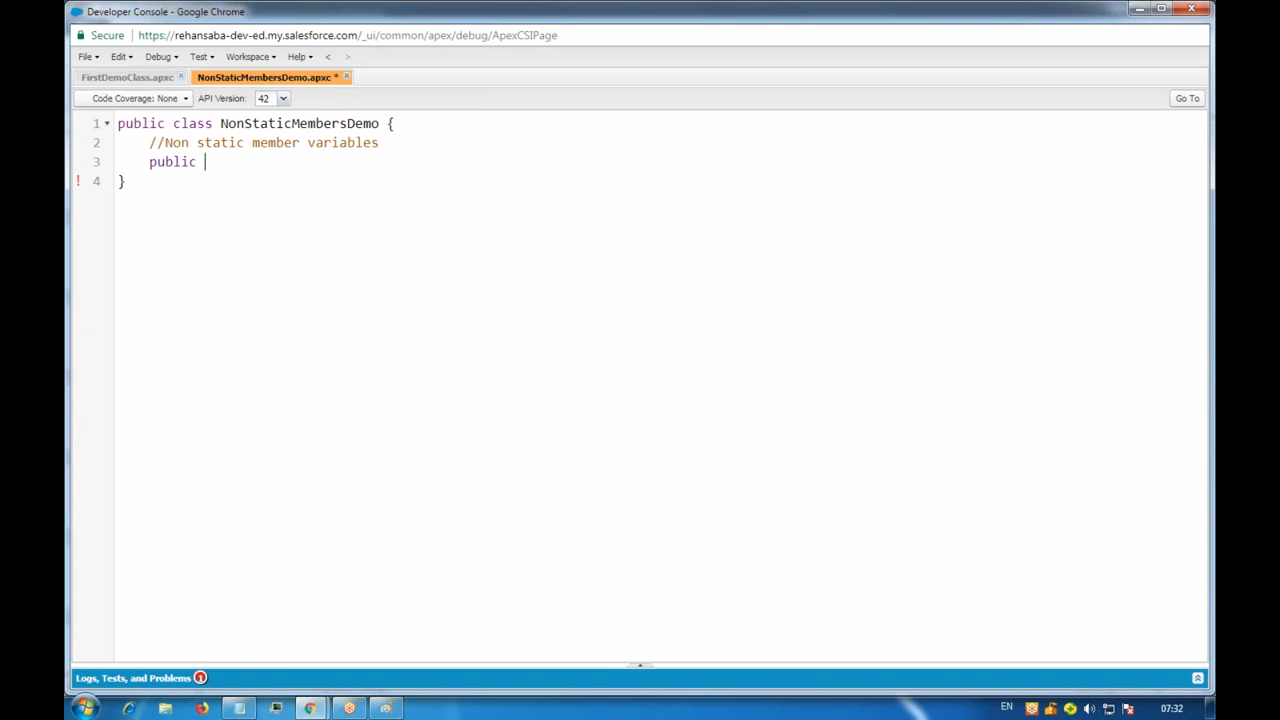 Developer Console - Google Chrome
Secure https://rehansaba-dev-ed.my.salesforce.com/_ui/common/apex/debug/ApexCSIPage
File Edit Debug Test Workspace Help < >
FirstDemoClass.apxc NonStaticMembersDemo.apxc *
Code Coverage: None API Version: 42 Go To
1 public class NonStaticMembersDemo {
2 //Non static member variables
3 public
! 4 }
Logs, Tests, and Problems 1
EN 07:32